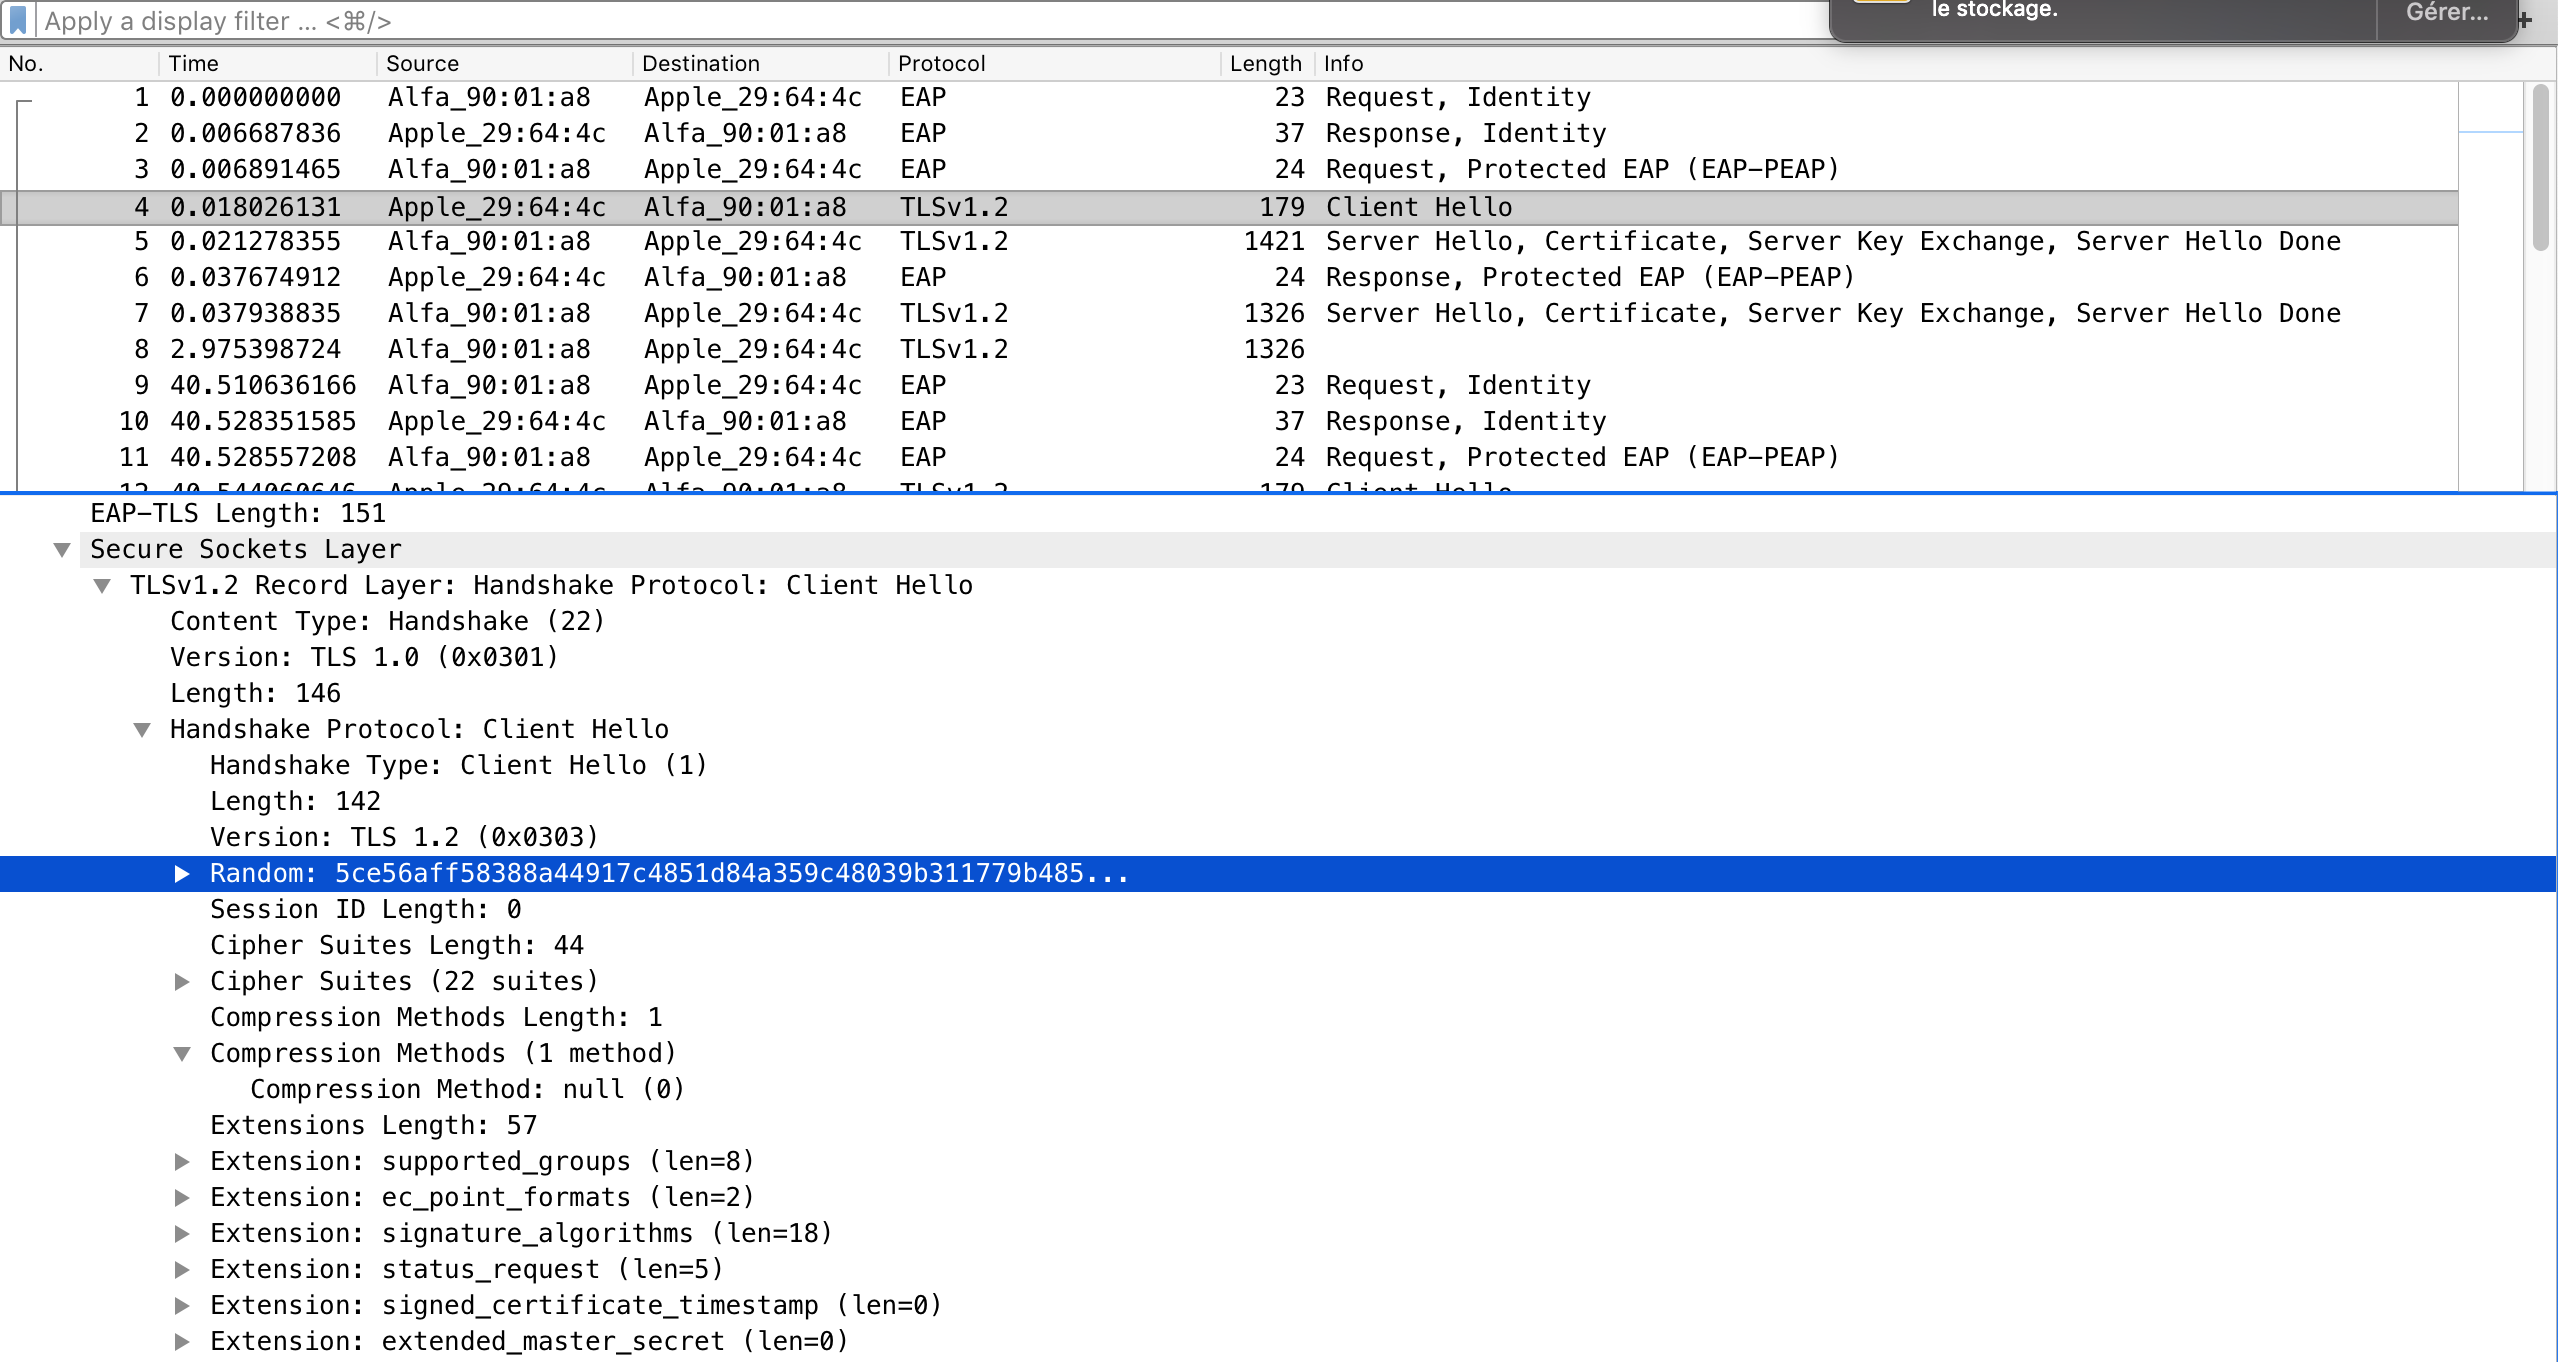 Apply a display filter ... <⌘/>
le stockage.
Gérer...
+
No. Time Source Destination Protocol Length Info
1 0.000000000 Alfa_90:01:a8 Apple_29:64:4c EAP 23 Request, Identity
2 0.006687836 Apple_29:64:4c Alfa_90:01:a8 EAP 37 Response, Identity
3 0.006891465 Alfa_90:01:a8 Apple_29:64:4c EAP 24 Request, Protected EAP (EAP-PEAP)
4 0.018026131 Apple_29:64:4c Alfa_90:01:a8 TLSv1.2 179 Client Hello
5 0.021278355 Alfa_90:01:a8 Apple_29:64:4c TLSv1.2 1421 Server Hello, Certificate, Server Key Exchange, Server Hello Done
6 0.037674912 Apple_29:64:4c Alfa_90:01:a8 EAP 24 Response, Protected EAP (EAP-PEAP)
7 0.037938835 Alfa_90:01:a8 Apple_29:64:4c TLSv1.2 1326 Server Hello, Certificate, Server Key Exchange, Server Hello Done
8 2.975398724 Alfa_90:01:a8 Apple_29:64:4c TLSv1.2 1326
9 40.510636166 Alfa_90:01:a8 Apple_29:64:4c EAP 23 Request, Identity
10 40.528351585 Apple_29:64:4c Alfa_90:01:a8 EAP 37 Response, Identity
11 40.528557208 Alfa_90:01:a8 Apple_29:64:4c EAP 24 Request, Protected EAP (EAP-PEAP)
12 40.544060646 Apple_29:64:4c Alfa_90:01:a8 TLSv1.2 179 Client Hello
EAP-TLS Length: 151
Secure Sockets Layer
TLSv1.2 Record Layer: Handshake Protocol: Client Hello
Content Type: Handshake (22)
Version: TLS 1.0 (0x0301)
Length: 146
Handshake Protocol: Client Hello
Handshake Type: Client Hello (1)
Length: 142
Version: TLS 1.2 (0x0303)
Random: 5ce56aff58388a44917c4851d84a359c48039b311779b485...
Session ID Length: 0
Cipher Suites Length: 44
Cipher Suites (22 suites)
Compression Methods Length: 1
Compression Methods (1 method)
Compression Method: null (0)
Extensions Length: 57
Extension: supported_groups (len=8)
Extension: ec_point_formats (len=2)
Extension: signature_algorithms (len=18)
Extension: status_request (len=5)
Extension: signed_certificate_timestamp (len=0)
Extension: extended_master_secret (len=0)